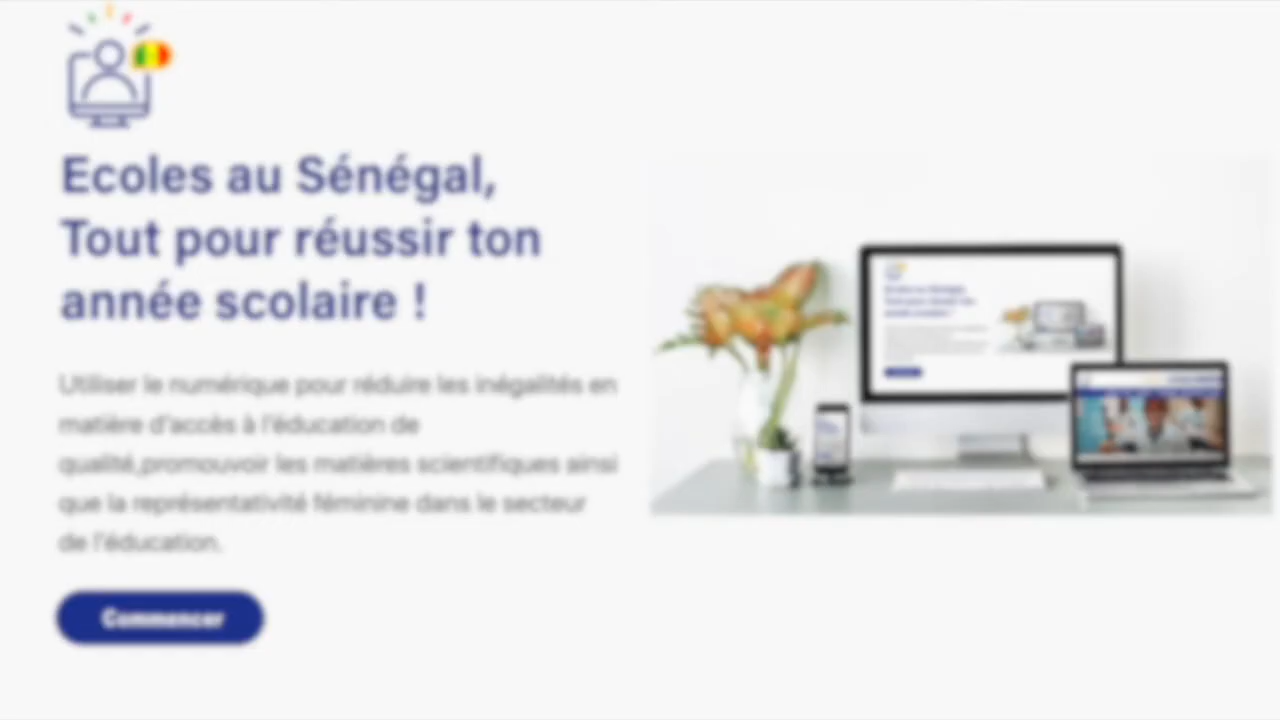 Ecoles au Sénégal,
Tout pour réussir ton
année scolaire !
Utiliser le numérique pour réduire les inégalités en
matière d'accès à l'éducation de
qualité,promouvoir les matières scientifiques ainsi
que la représentativité féminine dans le secteur
de l'éducation.
Commencer